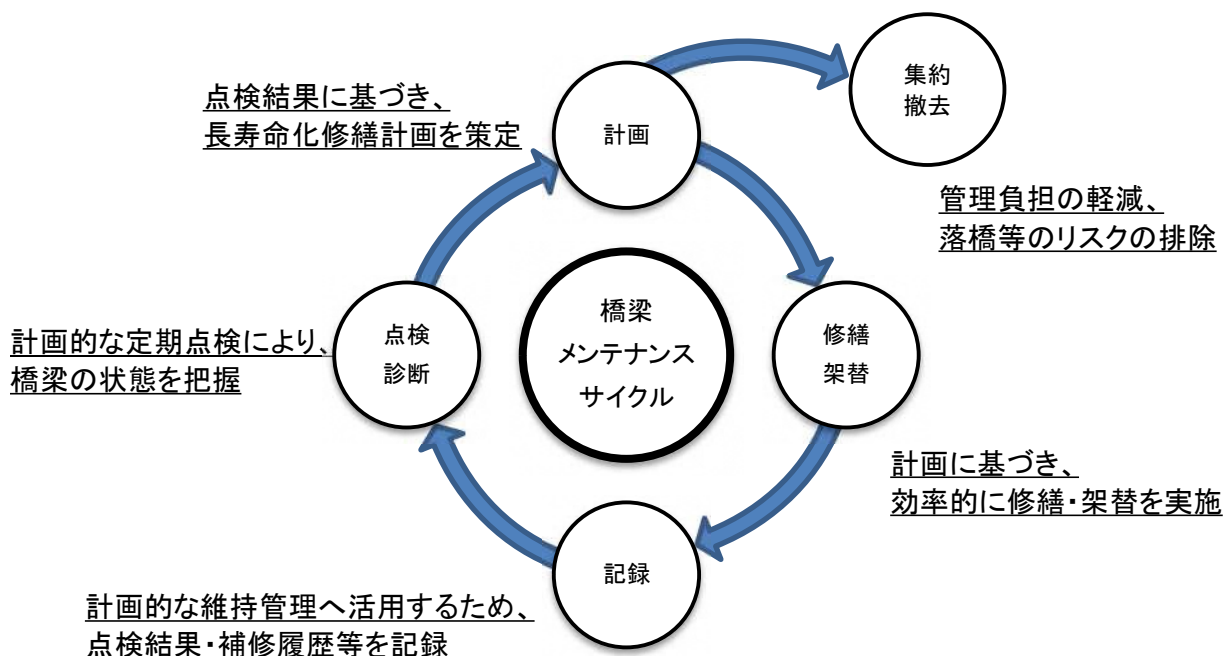 集約
撤去
点検結果に基づき、
長寿命化修繕計画を策定
計画
管理負担の軽減、
落橋等のリスクの排除
橋梁
メンテナンス
サイクル
点検
診断
修繕
架替
計画的な定期点検により、
橋梁の状態を把握
計画に基づき、
効率的に修繕・架替を実施
記録
計画的な維持管理へ活用するため、
点検結果・補修履歴等を記録